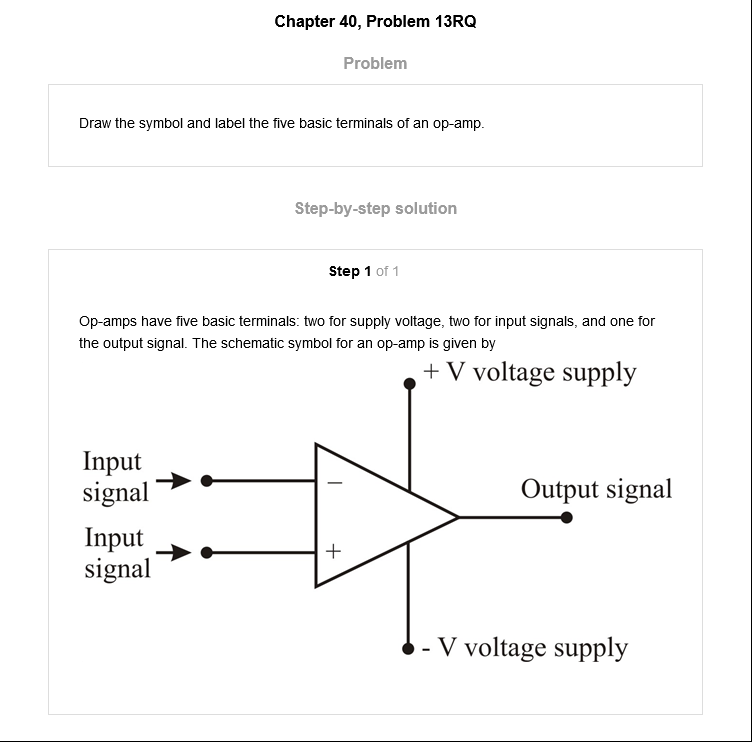 Chapter 40, Problem 13RQ
Problem
Draw the symbol and label the five basic terminals of an op-amp.
Step-by-step solution
Step 1 of 1
Op-amps have five basic terminals: two for supply voltage, two for input signals, and one for
the output signal. The schematic symbol for an op-amp is given by
+ V voltage supply
Input
signal
−
Output signal
Input
signal
+
- V voltage supply